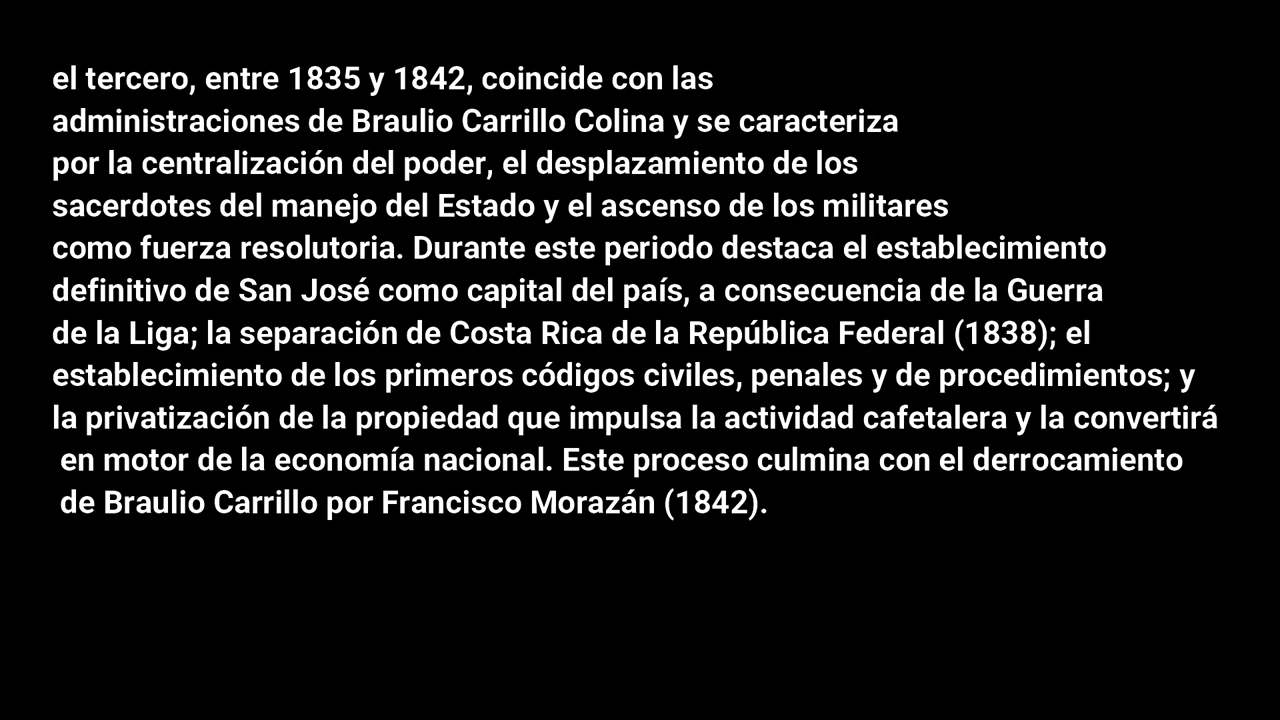 el tercero, entre 1835 y 1842, coincide con las
administraciones de Braulio Carrillo Colina y se caracteriza
por la centralización del poder, el desplazamiento de los
sacerdotes del manejo del Estado y el ascenso de los militares
como fuerza resolutoria. Durante este periodo destaca el establecimiento
definitivo de San José como capital del país, a consecuencia de la Guerra
de la Liga; la separación de Costa Rica de la República Federal (1838); el
establecimiento de los primeros códigos civiles, penales y de procedimientos; y
la privatización de la propiedad que impulsa la actividad cafetalera y la convertirá
en motor de la economía nacional. Este proceso culmina con el derrocamiento
de Braulio Carrillo por Francisco Morazán (1842).